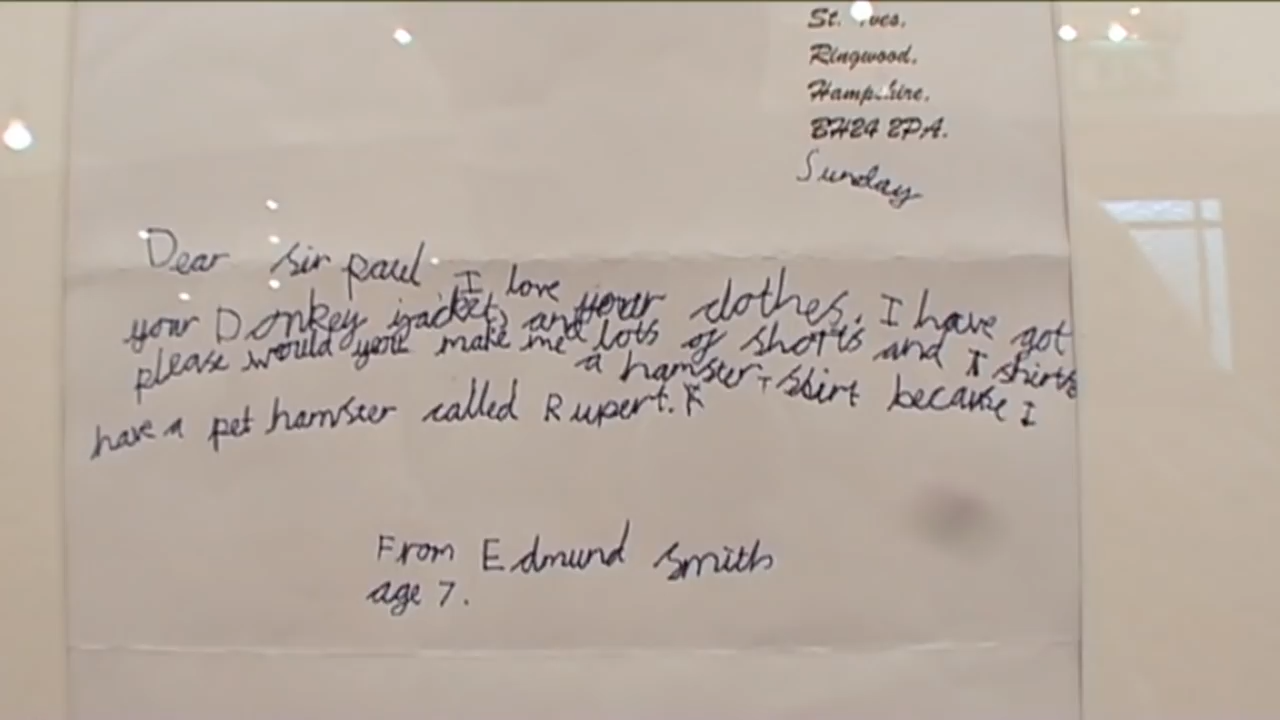 St. Ives,
Ringwood,
Hampshire,
BH24 2PA.
Sunday
Dear Sir paul I love your clothes. I have got
your Donkey jacket, and
please would you make me lots of shorts and T shirts
a hamster T shirt because I
have a pet hamster called Rupert.
From Edmund Smith
age 7.